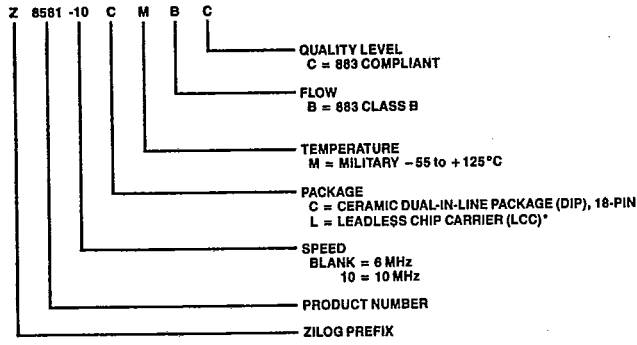 Z 8581 -10 C M B C
QUALITY LEVEL
C = 883 COMPLIANT
FLOW
B = 883 CLASS B
TEMPERATURE
M = MILITARY −55 to +125°C
PACKAGE
C = CERAMIC DUAL-IN-LINE PACKAGE (DIP), 18-PIN
L = LEADLESS CHIP CARRIER (LCC)*
SPEED
BLANK = 6 MHz
10 = 10 MHz
PRODUCT NUMBER
ZILOG PREFIX